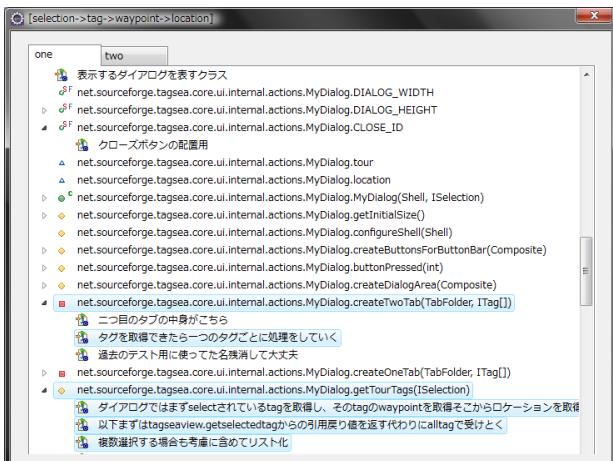 [selection->tag->waypoint->location]
one
two
表示するダイアログを表すクラス
net.sourceforge.tagsea.core.ui.internal.actions.MyDialog.DIALOG_WIDTH
net.sourceforge.tagsea.core.ui.internal.actions.MyDialog.DIALOG_HEIGHT
net.sourceforge.tagsea.core.ui.internal.actions.MyDialog.CLOSE_ID
クローズボタンの配置用
net.sourceforge.tagsea.core.ui.internal.actions.MyDialog.tour
net.sourceforge.tagsea.core.ui.internal.actions.MyDialog.location
net.sourceforge.tagsea.core.ui.internal.actions.MyDialog.MyDialog(Shell, ISelection)
net.sourceforge.tagsea.core.ui.internal.actions.MyDialog.getInitialSize()
net.sourceforge.tagsea.core.ui.internal.actions.MyDialog.configureShell(Shell)
net.sourceforge.tagsea.core.ui.internal.actions.MyDialog.createButtonsForButtonBar(Composite)
net.sourceforge.tagsea.core.ui.internal.actions.MyDialog.buttonPressed(int)
net.sourceforge.tagsea.core.ui.internal.actions.MyDialog.createDialogArea(Composite)
net.sourceforge.tagsea.core.ui.internal.actions.MyDialog.createTwoTab(TabFolder, ITag[])
二つ目のタブの中身がこちら
タグを取得できたら一つのタグごとに処理をしていく
過去のテスト用に使ってた名残消して大丈夫
net.sourceforge.tagsea.core.ui.internal.actions.MyDialog.createOneTab(TabFolder, ITag[])
net.sourceforge.tagsea.core.ui.internal.actions.MyDialog.getTourTags(ISelection)
ダイアログではまずselectされているtagを取得し、そのtagのwaypointを取得そこからロケーションを取得
以下まずはtagseaview.getselectedtagからの引用戻り値を返す代わりにalltagで受けとく
複数選択する場合も考慮に含めてリスト化